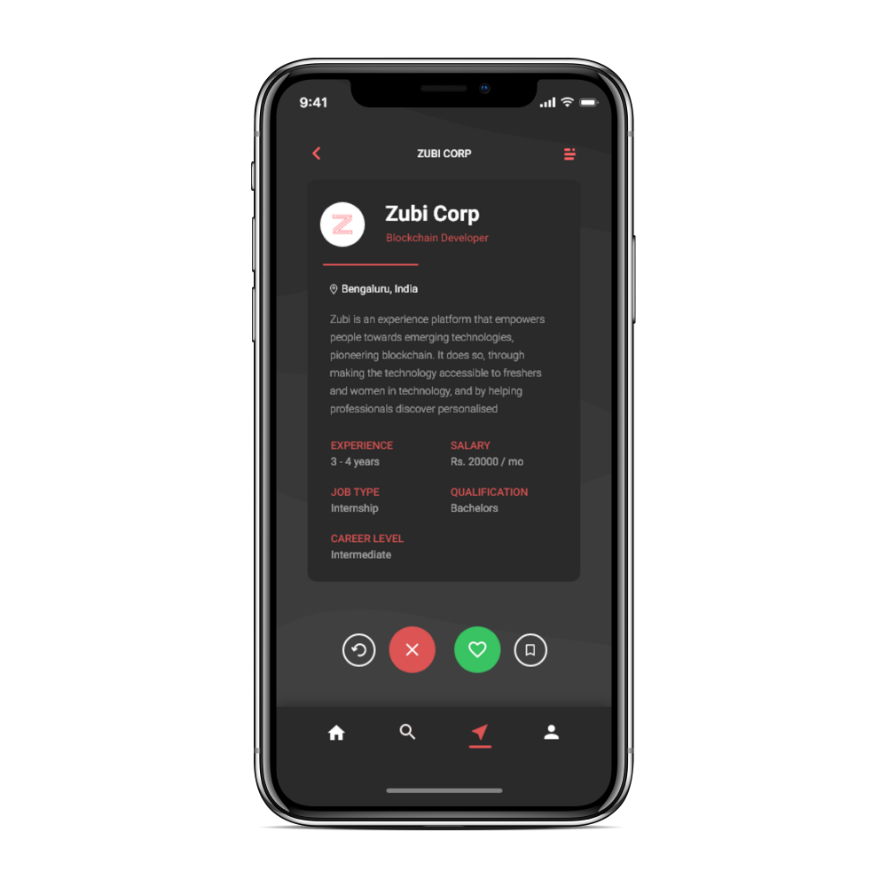 9:41
ZUBI CORP
Z
Zubi Corp
Blockchain Developer
Bengaluru, India
Zubi is an experience platform that empowers
people towards emerging technologies,
pioneering blockchain. It does so, through
making the technology accessible to freshers
and women in technology, and by helping
professionals discover personalised
EXPERIENCE SALARY
3 - 4 years Rs. 20000 / mo
JOB TYPE QUALIFICATION
Internship Bachelors
CAREER LEVEL
Intermediate